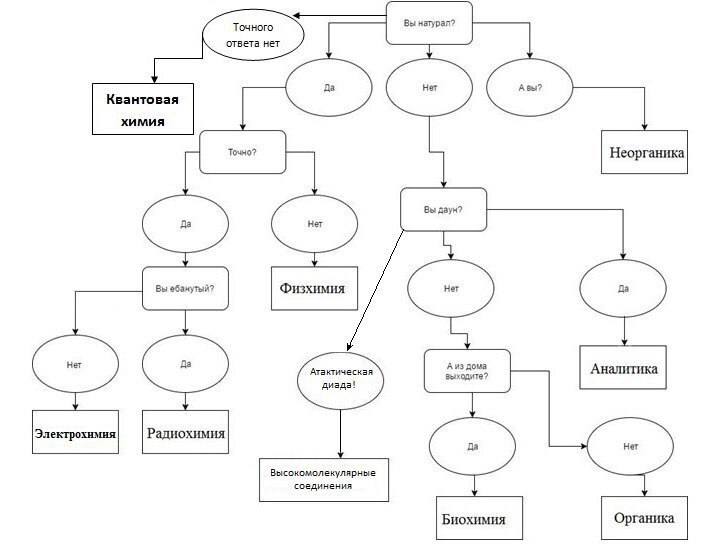 Точного
ответа нет
Вы натурал?
Квантовая
химия
Да
Нет
А вы?
Точно?
Неорганика
Да
Нет
Вы даун?
Вы ебанутый?
Физхимия
Нет
Да
Нет
Да
Атактическая
диада!
А из дома
выходите?
Аналитика
Электрохимия
Радиохимия
Высокомолекулярные
соединения
Да
Нет
Биохимия
Органика